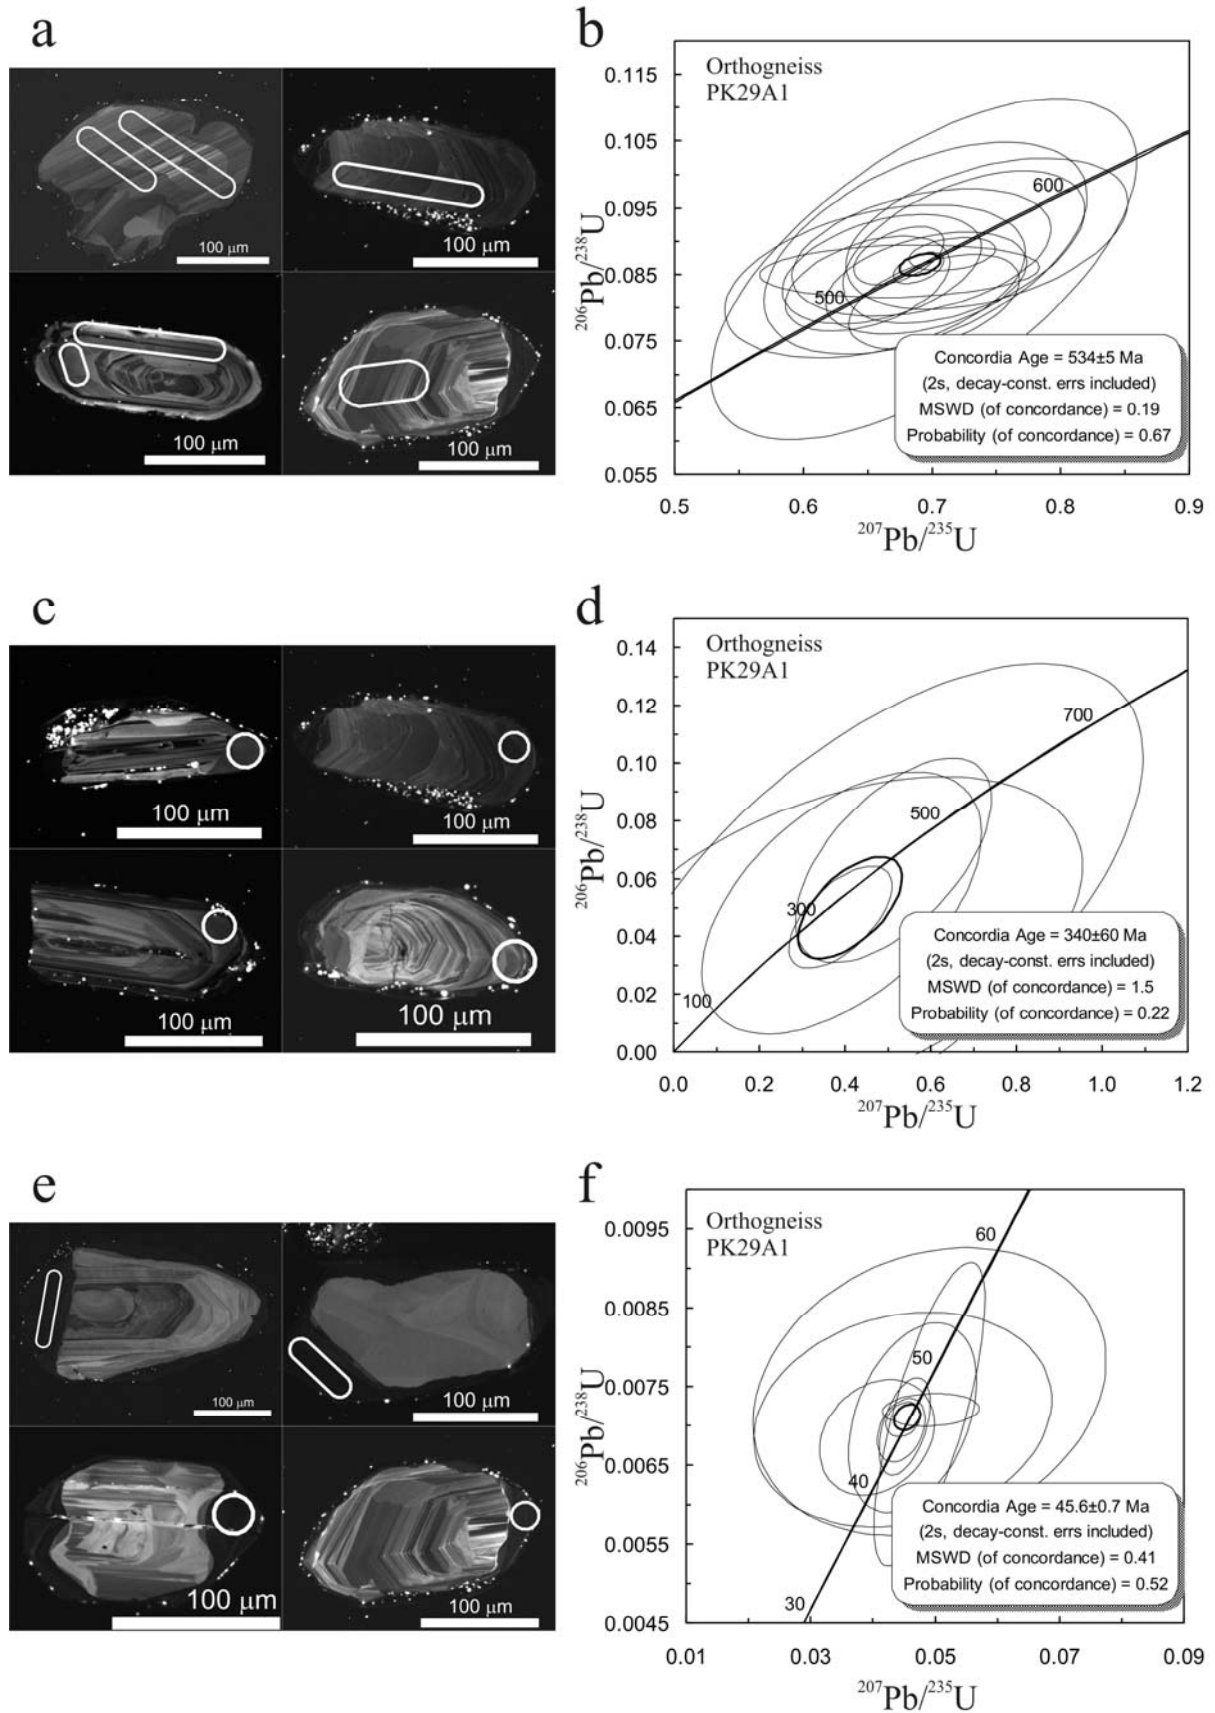 a
100 µm
100 µm
100 µm
100 µm
b
Orthogneiss
PK29A1
0.115
0.105
0.095
0.085
0.075
0.065
0.055
206Pb/238U
600
500
Concordia Age = 534±5 Ma
(2s, decay-const. errs included)
MSWD (of concordance) = 0.19
Probability (of concordance) = 0.67
0.5 0.6 0.7 0.8 0.9
207Pb/235U
c
100 µm
100 µm
100 µm
100 µm
d
Orthogneiss
PK29A1
0.14
0.12
0.10
0.08
0.06
0.04
0.02
0.00
206Pb/238U
700
500
300
100
Concordia Age = 340±60 Ma
(2s, decay-const. errs included)
MSWD (of concordance) = 1.5
Probability (of concordance) = 0.22
0.0 0.2 0.4 0.6 0.8 1.0 1.2
207Pb/235U
e
100 µm
100 µm
100 µm
100 µm
f
Orthogneiss
PK29A1
0.0095
0.0085
0.0075
0.0065
0.0055
0.0045
206Pb/238U
60
50
40
30
Concordia Age = 45.6±0.7 Ma
(2s, decay-const. errs included)
MSWD (of concordance) = 0.41
Probability (of concordance) = 0.52
0.01 0.03 0.05 0.07 0.09
207Pb/235U